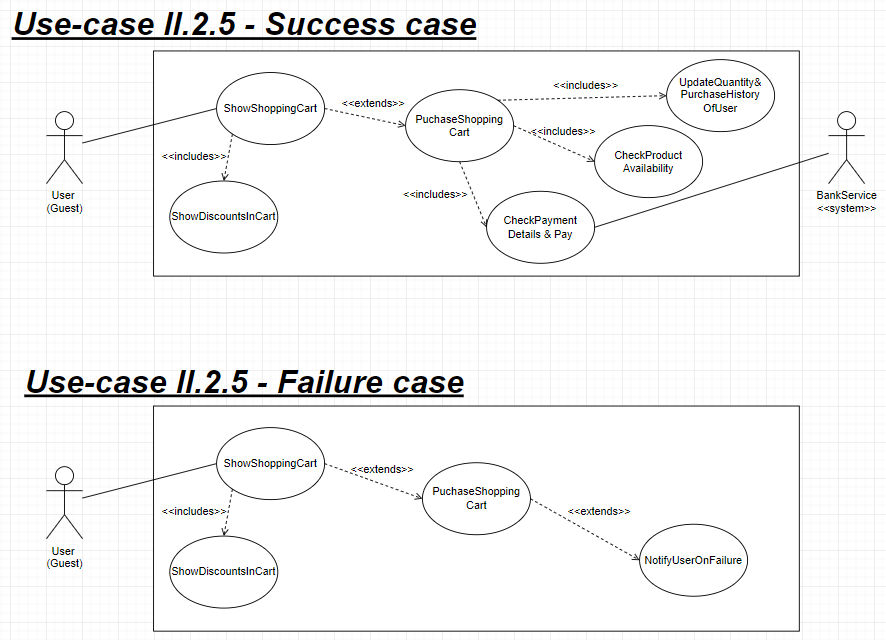 Use-case II.2.5 - Success case
ShowShoppingCart
<<extends>>
<<includes>>
ShowDiscountsInCart
PuchaseShopping
Cart
<<includes>>
UpdateQuantity&
PurchaseHistory
OfUser
<<includes>>
CheckProduct
Availability
<<includes>>
CheckPayment
Details & Pay
User
(Guest)
BankService
<<system>>
Use-case II.2.5 - Failure case
ShowShoppingCart
<<extends>>
<<includes>>
ShowDiscountsInCart
PuchaseShopping
Cart
<<extends>>
NotifyUserOnFailure
User
(Guest)